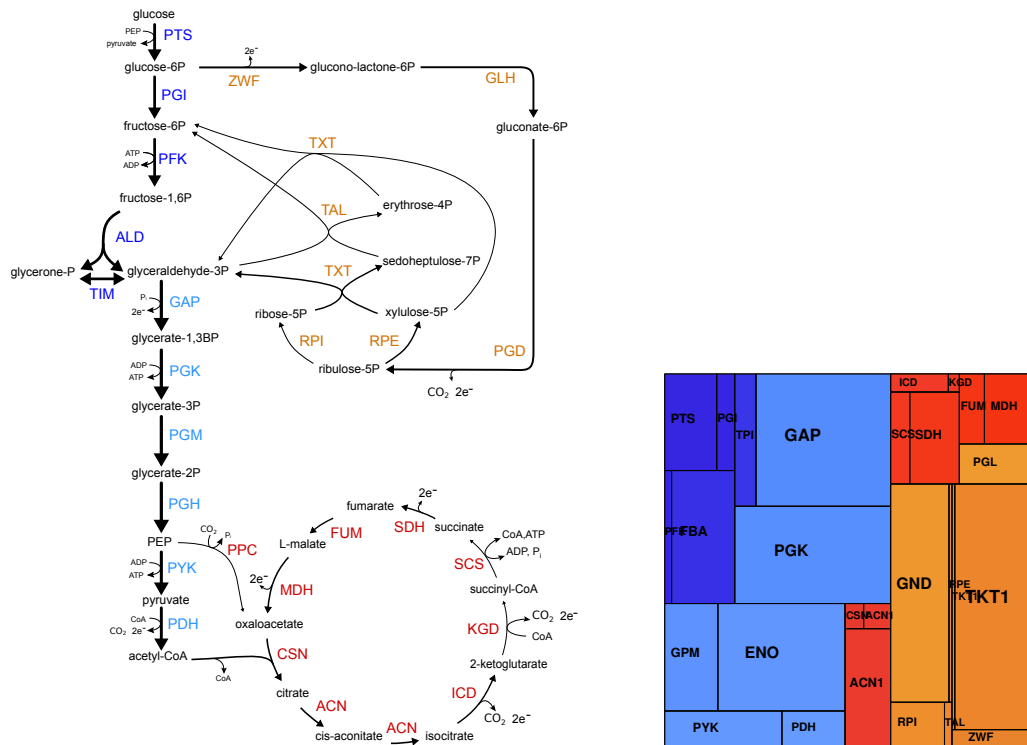 glucose
PEP
pyruvate
PTS
glucose-6P
2e⁻
ZWF
glucono-lactone-6P
GLH
PGI
fructose-6P
gluconate-6P
TXT
ATP
ADP
PFK
fructose-1,6P
erythrose-4P
TAL
ALD
glycerone-P
glyceraldehyde-3P
sedoheptulose-7P
TIM
TXT
Pi
2e⁻
GAP
ribose-5P
xylulose-5P
glycerate-1,3BP
RPI
RPE
PGD
ribulose-5P
ADP
ATP
PGK
CO2 2e⁻
glycerate-3P
PGM
glycerate-2P
PGH
fumarate
2e⁻
SDH
succinate
PEP
CO2
Pi
PPC
FUM
L-malate
CoA,ATP
ADP, Pi
SCS
ADP
ATP
PYK
2e⁻
MDH
succinyl-CoA
pyruvate
CoA
CO2 2e⁻
PDH
oxaloacetate
KGD
CO2 2e⁻
CoA
acetyl-CoA
CoA
CSN
2-ketoglutarate
citrate
ICD
ACN
CO2 2e⁻
cis-aconitate
ACN
isocitrate
PTS
PGI
TPI
GAP
ICD
KGD
FUM
MDH
SCS
SDH
PGL
FBA
PGK
GND
RPE
TKT1
TKT1
GPM
ENO
CSN
ACN1
ACN1
PYK
PDH
RPI
TAL
ZWF